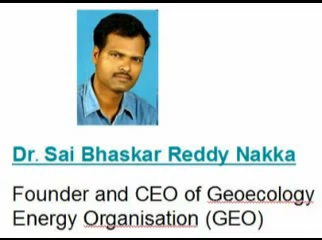 Dr. Sai Bhaskar Reddy Nakka
Founder and CEO of Geoecology
Energy Organisation (GEO)